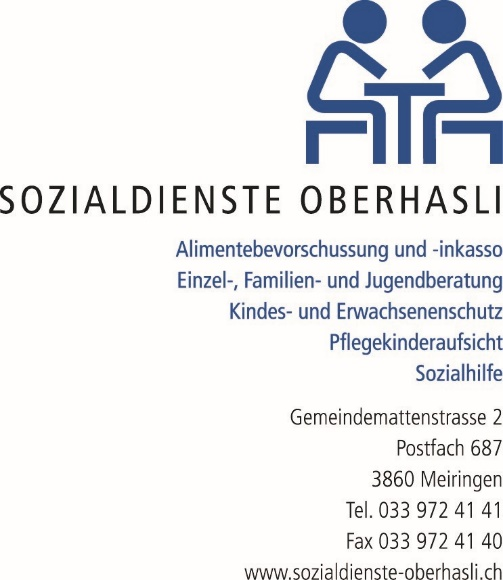 SOZIALDIENSTE OBERHASLI
Alimentebevorschussung und -inkasso
Einzel-, Familien- und Jugendberatung
Kindes- und Erwachsenenschutz
Pflegekinderaufsicht
Sozialhilfe
Gemeindemattenstrasse 2
Postfach 687
3860 Meiringen
Tel. 033 972 41 41
Fax 033 972 41 40
www.sozialdienste-oberhasli.ch